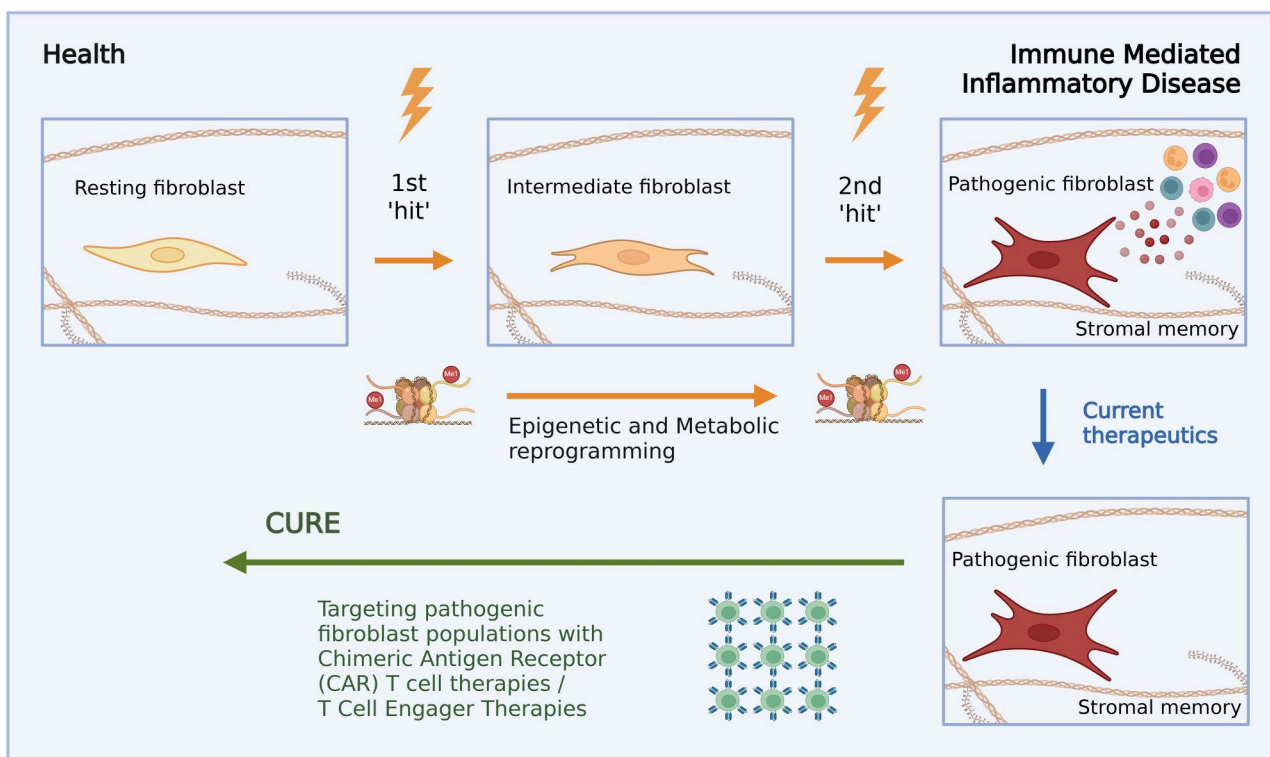 Health
Immune Mediated
Inflammatory Disease
Resting fibroblast
1st
'hit'
Intermediate fibroblast
2nd
'hit'
Pathogenic fibroblast
Stromal memory
Me1
Me1
Epigenetic and Metabolic
reprogramming
Me1
Me1
Current
therapeutics
CURE
Targeting pathogenic
fibroblast populations with
Chimeric Antigen Receptor
(CAR) T cell therapies /
T Cell Engager Therapies
Pathogenic fibroblast
Stromal memory